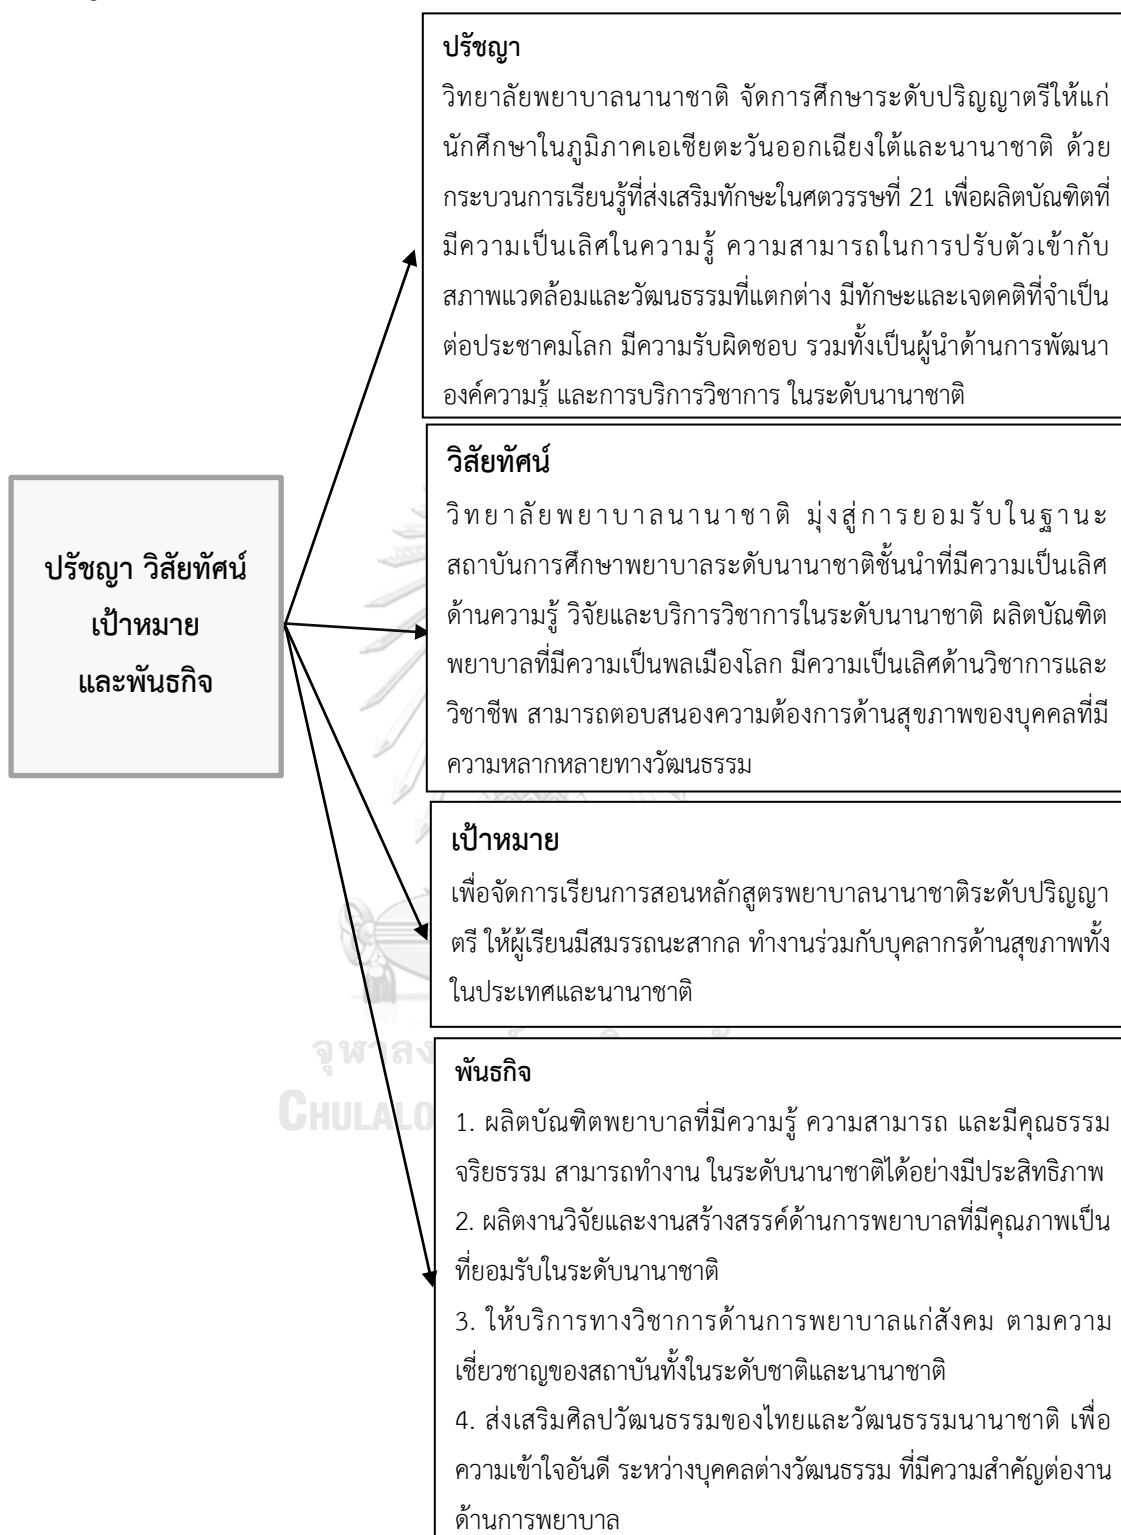 ปรัชญา
วิทยาลัยพยาบาลนานาชาติ จัดการศึกษาระดับปริญญาตรีให้แก่
นักศึกษาในภูมิภาคเอเชียตะวันออกเฉียงใต้และนานาชาติ ด้วย
กระบวนการเรียนรู้ที่ส่งเสริมทักษะในศตวรรษที่ 21 เพื่อผลิตบัณฑิตที่
มีความเป็นเลิศในความรู้ ความสามารถในการปรับตัวเข้ากับ
สภาพแวดล้อมและวัฒนธรรมที่แตกต่าง มีทักษะและเจตคติที่จำเป็น
ต่อประชาคมโลก มีความรับผิดชอบ รวมทั้งเป็นผู้นำด้านการพัฒนา
องค์ความรู้ และการบริการวิชาการ ในระดับนานาชาติ
ปรัชญา วิสัยทัศน์
เป้าหมาย
และพันธกิจ
วิสัยทัศน์
วิทยาลัยพยาบาลนานาชาติ มุ่งสู่การยอมรับในฐานะ
สถาบันการศึกษาพยาบาลระดับนานาชาติชั้นนำที่มีความเป็นเลิศ
ด้านความรู้ วิจัยและบริการวิชาการในระดับนานาชาติ ผลิตบัณฑิต
พยาบาลที่มีความเป็นพลเมืองโลก มีความเป็นเลิศด้านวิชาการและ
วิชาชีพ สามารถตอบสนองความต้องการด้านสุขภาพของบุคคลที่มี
ความหลากหลายทางวัฒนธรรม
เป้าหมาย
เพื่อจัดการเรียนการสอนหลักสูตรพยาบาลนานาชาติระดับปริญญา
ตรี ให้ผู้เรียนมีสมรรถนะสากล ทำงานร่วมกับบุคลากรด้านสุขภาพทั้ง
ในประเทศและนานาชาติ
จุฬาลง
CHULALO
พันธกิจ
1. ผลิตบัณฑิตพยาบาลที่มีความรู้ ความสามารถ และมีคุณธรรม
จริยธรรม สามารถทำงาน ในระดับนานาชาติได้อย่างมีประสิทธิภาพ
2. ผลิตงานวิจัยและงานสร้างสรรค์ด้านการพยาบาลที่มีคุณภาพเป็น
ที่ยอมรับในระดับนานาชาติ
3. ให้บริการทางวิชาการด้านการพยาบาลแก่สังคม ตามความ
เชี่ยวชาญของสถาบันทั้งในระดับชาติและนานาชาติ
4. ส่งเสริมศิลปวัฒนธรรมของไทยและวัฒนธรรมนานาชาติ เพื่อ
ความเข้าใจอันดี ระหว่างบุคคลต่างวัฒนธรรม ที่มีความสำคัญต่องาน
ด้านการพยาบาล